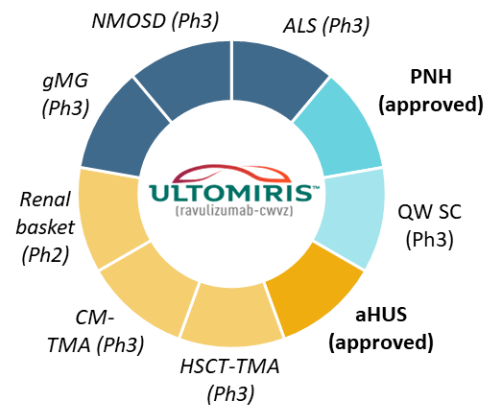 NMOSD (Ph3)
ALS (Ph3)
gMG
(Ph3)
PNH
(approved)
ULTOMIRIS™
(ravulizumab-cwvz)
Renal
basket
(Ph2)
QW SC
(Ph3)
CM-
TMA (Ph3)
aHUS
(approved)
HSCT-TMA
(Ph3)